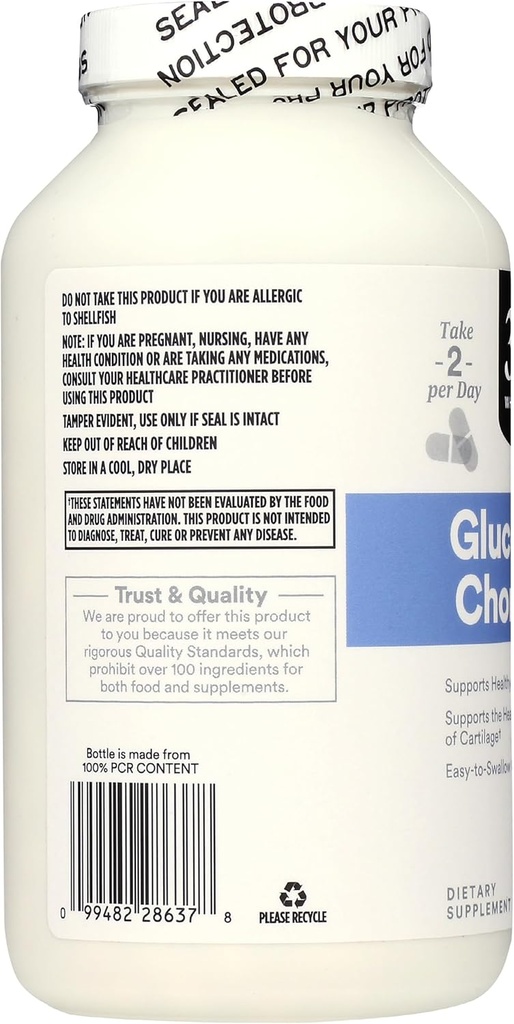 SEALED FOR YOUR
PROTECTION
DO NOT TAKE THIS PRODUCT IF YOU ARE ALLERGIC
TO SHELLFISH
NOTE: IF YOU ARE PREGNANT, NURSING, HAVE ANY
HEALTH CONDITION OR ARE TAKING ANY MEDICATIONS,
CONSULT YOUR HEALTHCARE PRACTITIONER BEFORE
USING THIS PRODUCT
TAMPER EVIDENT, USE ONLY IF SEAL IS INTACT
KEEP OUT OF REACH OF CHILDREN
STORE IN A COOL, DRY PLACE
†THESE STATEMENTS HAVE NOT BEEN EVALUATED BY THE FOOD
AND DRUG ADMINISTRATION. THIS PRODUCT IS NOT INTENDED
TO DIAGNOSE, TREAT, CURE OR PREVENT ANY DISEASE.
Trust & Quality
We are proud to offer this product
to you because it meets our
rigorous Quality Standards, which
prohibit over 100 ingredients for
both food and supplements.
Bottle is made from
100% PCR CONTENT
0 99482 28637 8
PLEASE RECYCLE
Take
-2-
per Day
Gluc
Cho
Supports Healthy
Supports the Hea
of Cartilage†
Easy-to-Swallow
DIETARY
SUPPLEMENT